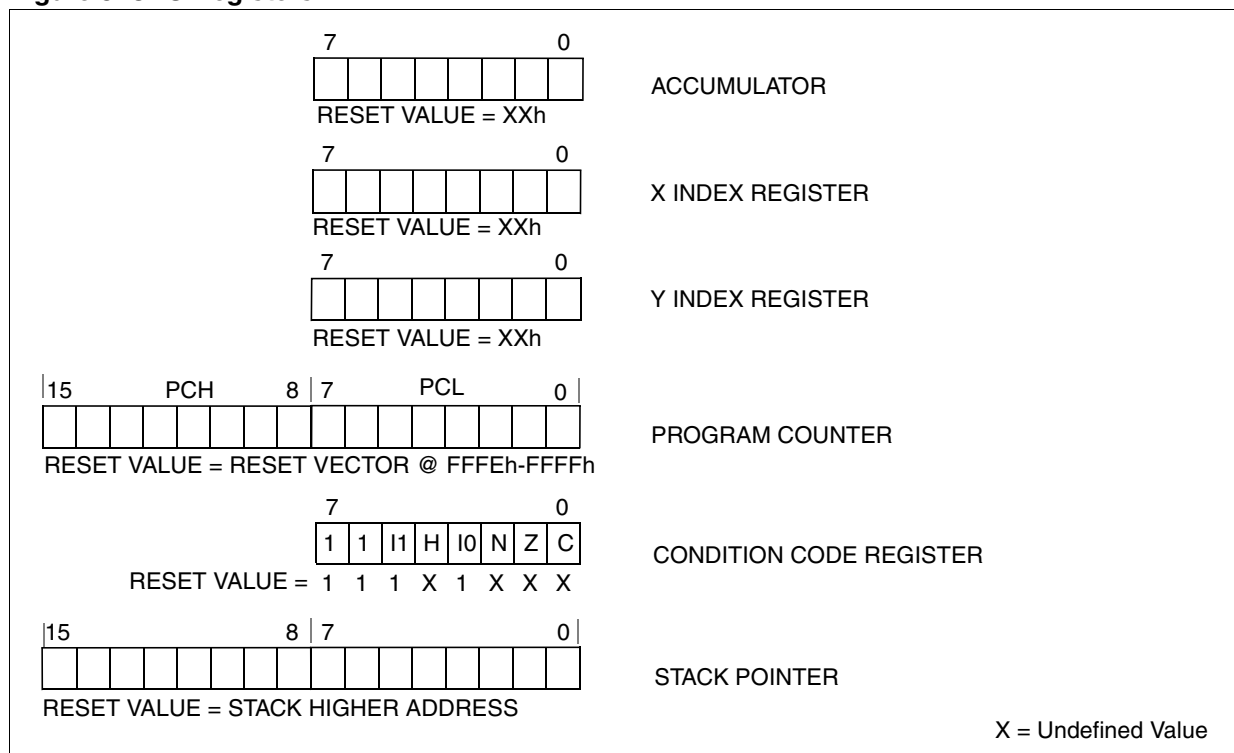 7 0
ACCUMULATOR
RESET VALUE = XXh
7 0
X INDEX REGISTER
RESET VALUE = XXh
7 0
Y INDEX REGISTER
RESET VALUE = XXh
15 PCH 8 7 PCL 0
PROGRAM COUNTER
RESET VALUE = RESET VECTOR @ FFFEh-FFFFh
7 0
1 1 I1 H I0 N Z C
CONDITION CODE REGISTER
RESET VALUE = 1 1 1 X 1 X X X
15 8 7 0
STACK POINTER
RESET VALUE = STACK HIGHER ADDRESS
X = Undefined Value